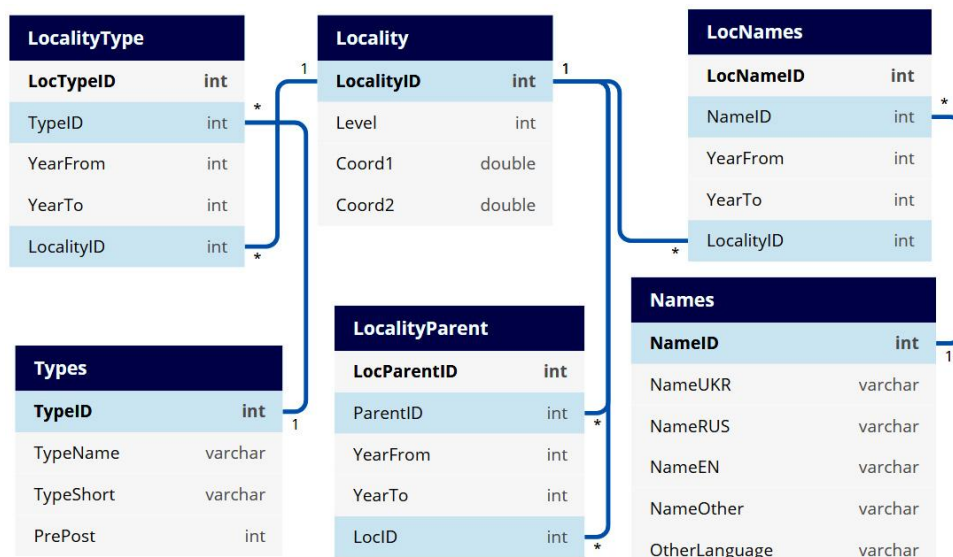 LocalityType
LocTypeID int
TypeID int
YearFrom int
YearTo int
LocalityID int
1
*
*
Locality
LocalityID int
Level int
Coord1 double
Coord2 double
1
*
LocNames
LocNameID int
NameID int
YearFrom int
YearTo int
LocalityID int
*
Types
TypeID int
TypeName varchar
TypeShort varchar
PrePost int
1
LocalityParent
LocParentID int
ParentID int
YearFrom int
YearTo int
LocID int
*
*
Names
NameID int
NameUKR varchar
NameRUS varchar
NameEN varchar
NameOther varchar
OtherLanguage varchar
1